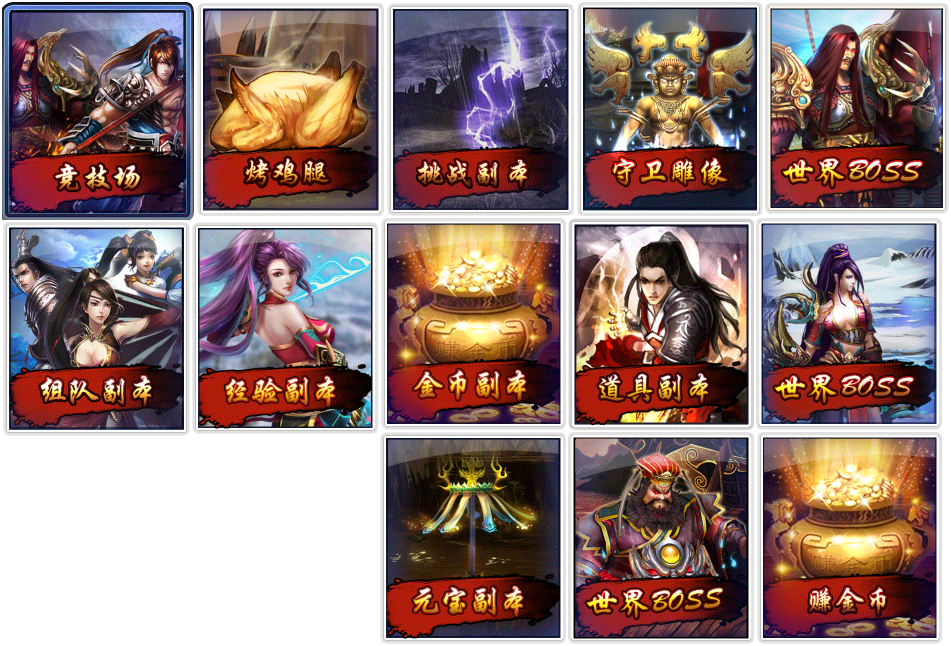 竞技场
烤鸡腿
挑战副本
守卫雕像
世界BOSS
组队副本
经验副本
金币副本
道具副本
世界BOSS
元宝副本
世界BOSS
赚金币